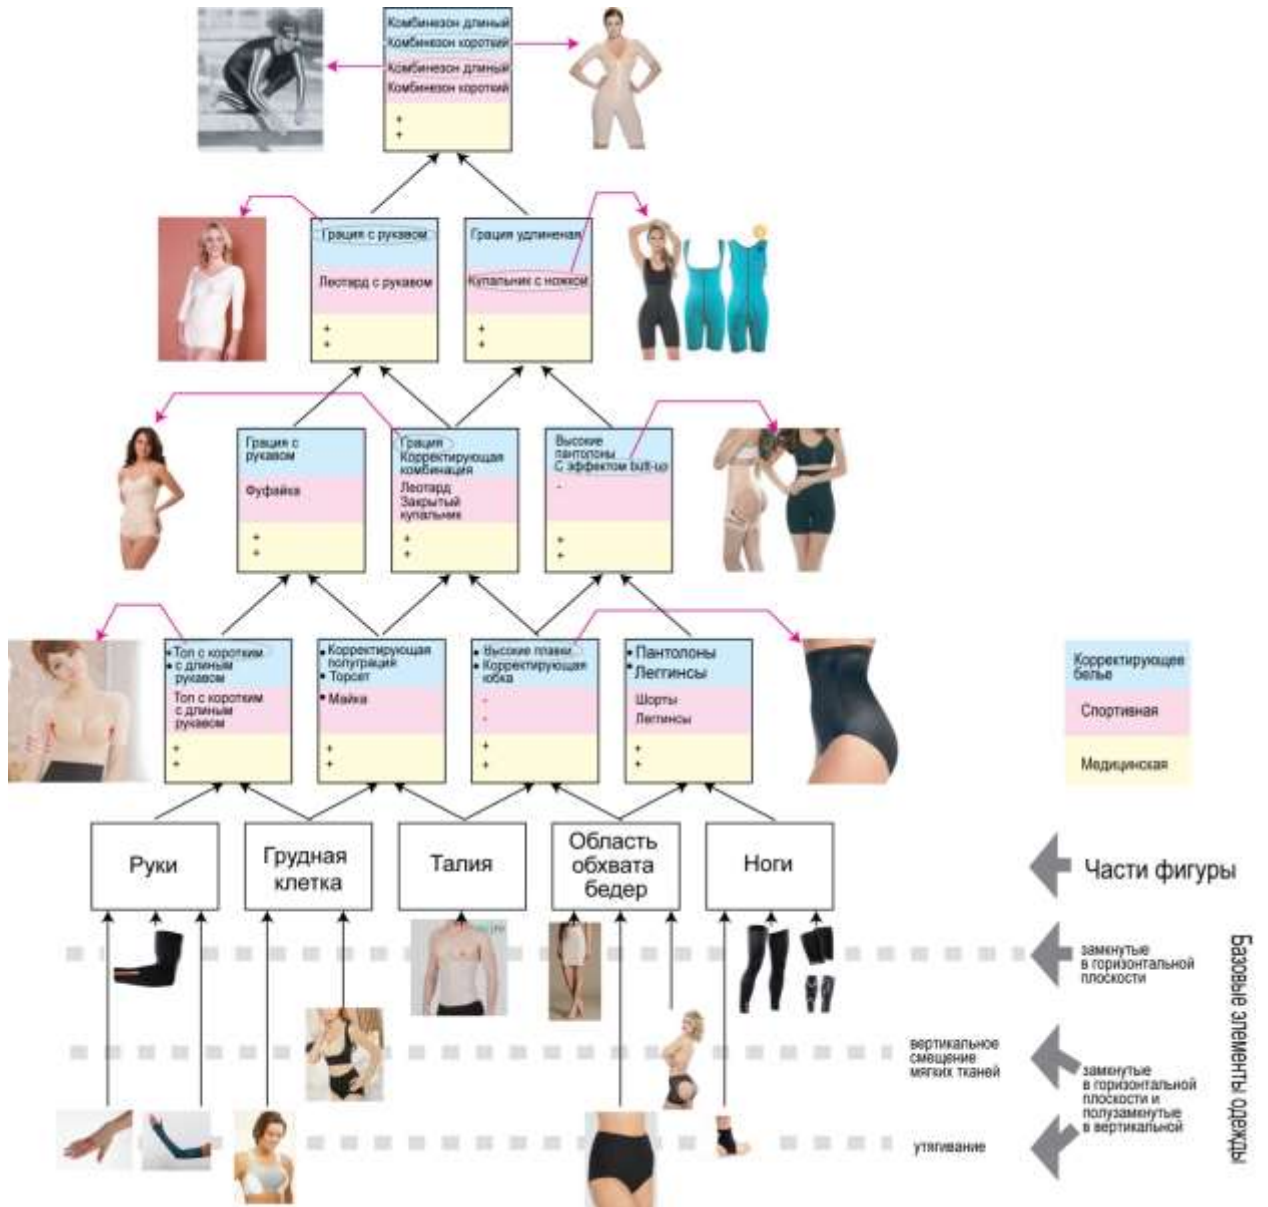 Комбинезон длиный
Комбинезон короткий
Комбинезон длиный
Комбинезон короткий
+
+
Грация с рукавом
Леотард с рукавом
+
+
Грация удлиненая
Купальник с ножкой
+
+
Грация с
рукавом
Фуфайка
+
+
Грация
Корректирующая
комбинация
Леотард
Закрытый
купальник
+
+
Высокие
пантолоны
С эффектом butt-up
-
+
+
• Топ с коротким
• с длиным
рукавом
Топ с коротким
с длиным
рукавом
+
+
• Корректирующая
полуграция
• Торсет
• Майка
+
+
• Высокие плавки
• Корректирующая
юбка
-
-
+
+
• Пантолоны
• Леггинсы
Шорты
Леггинсы
+
+
Корректирующее
белье
Спортивная
Медицинская
Руки
Грудная
клетка
Талия
Область
обхвата
бедер
Ноги
Части фигуры
замкнутые
в горизонтальной
плоскости
вертикальное
смещение
мягких тканей
замкнутые
в горизонтальной
плоскости и
полузамкнутые
в вертикальной
утягивание
Базовые элементы одежды